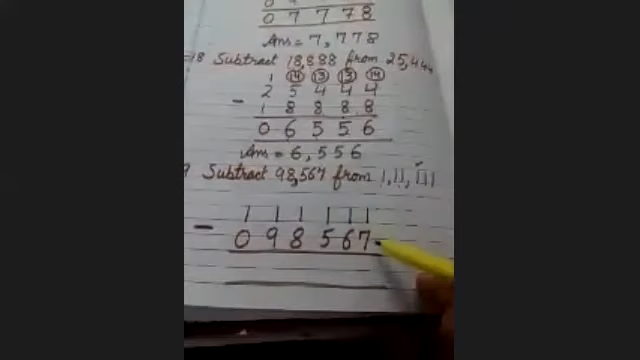 0 7 7 7 8
Ans = 7,778
18 Subtract 18,888 from 25,444
1 14 13 13 14
2 5 4 4 4
- 1 8 8 8 8
0 6 5 5 6
Ans = 6,556
9 Subtract 98,567 from 1,11,111
1 1 1 1 1 1
- 0 9 8 5 6 7